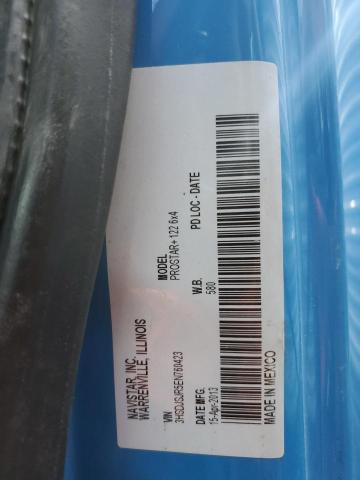 NAVISTAR, INC.
WARRENVILLE, ILLINOIS
VIN
3HSDJSJR5EN760423
MODEL
PROSTAR+ 122 6x4
DATE MFG.
15-Apr-2013
W.B.
580
PD LOC - DATE
MADE IN MEXICO